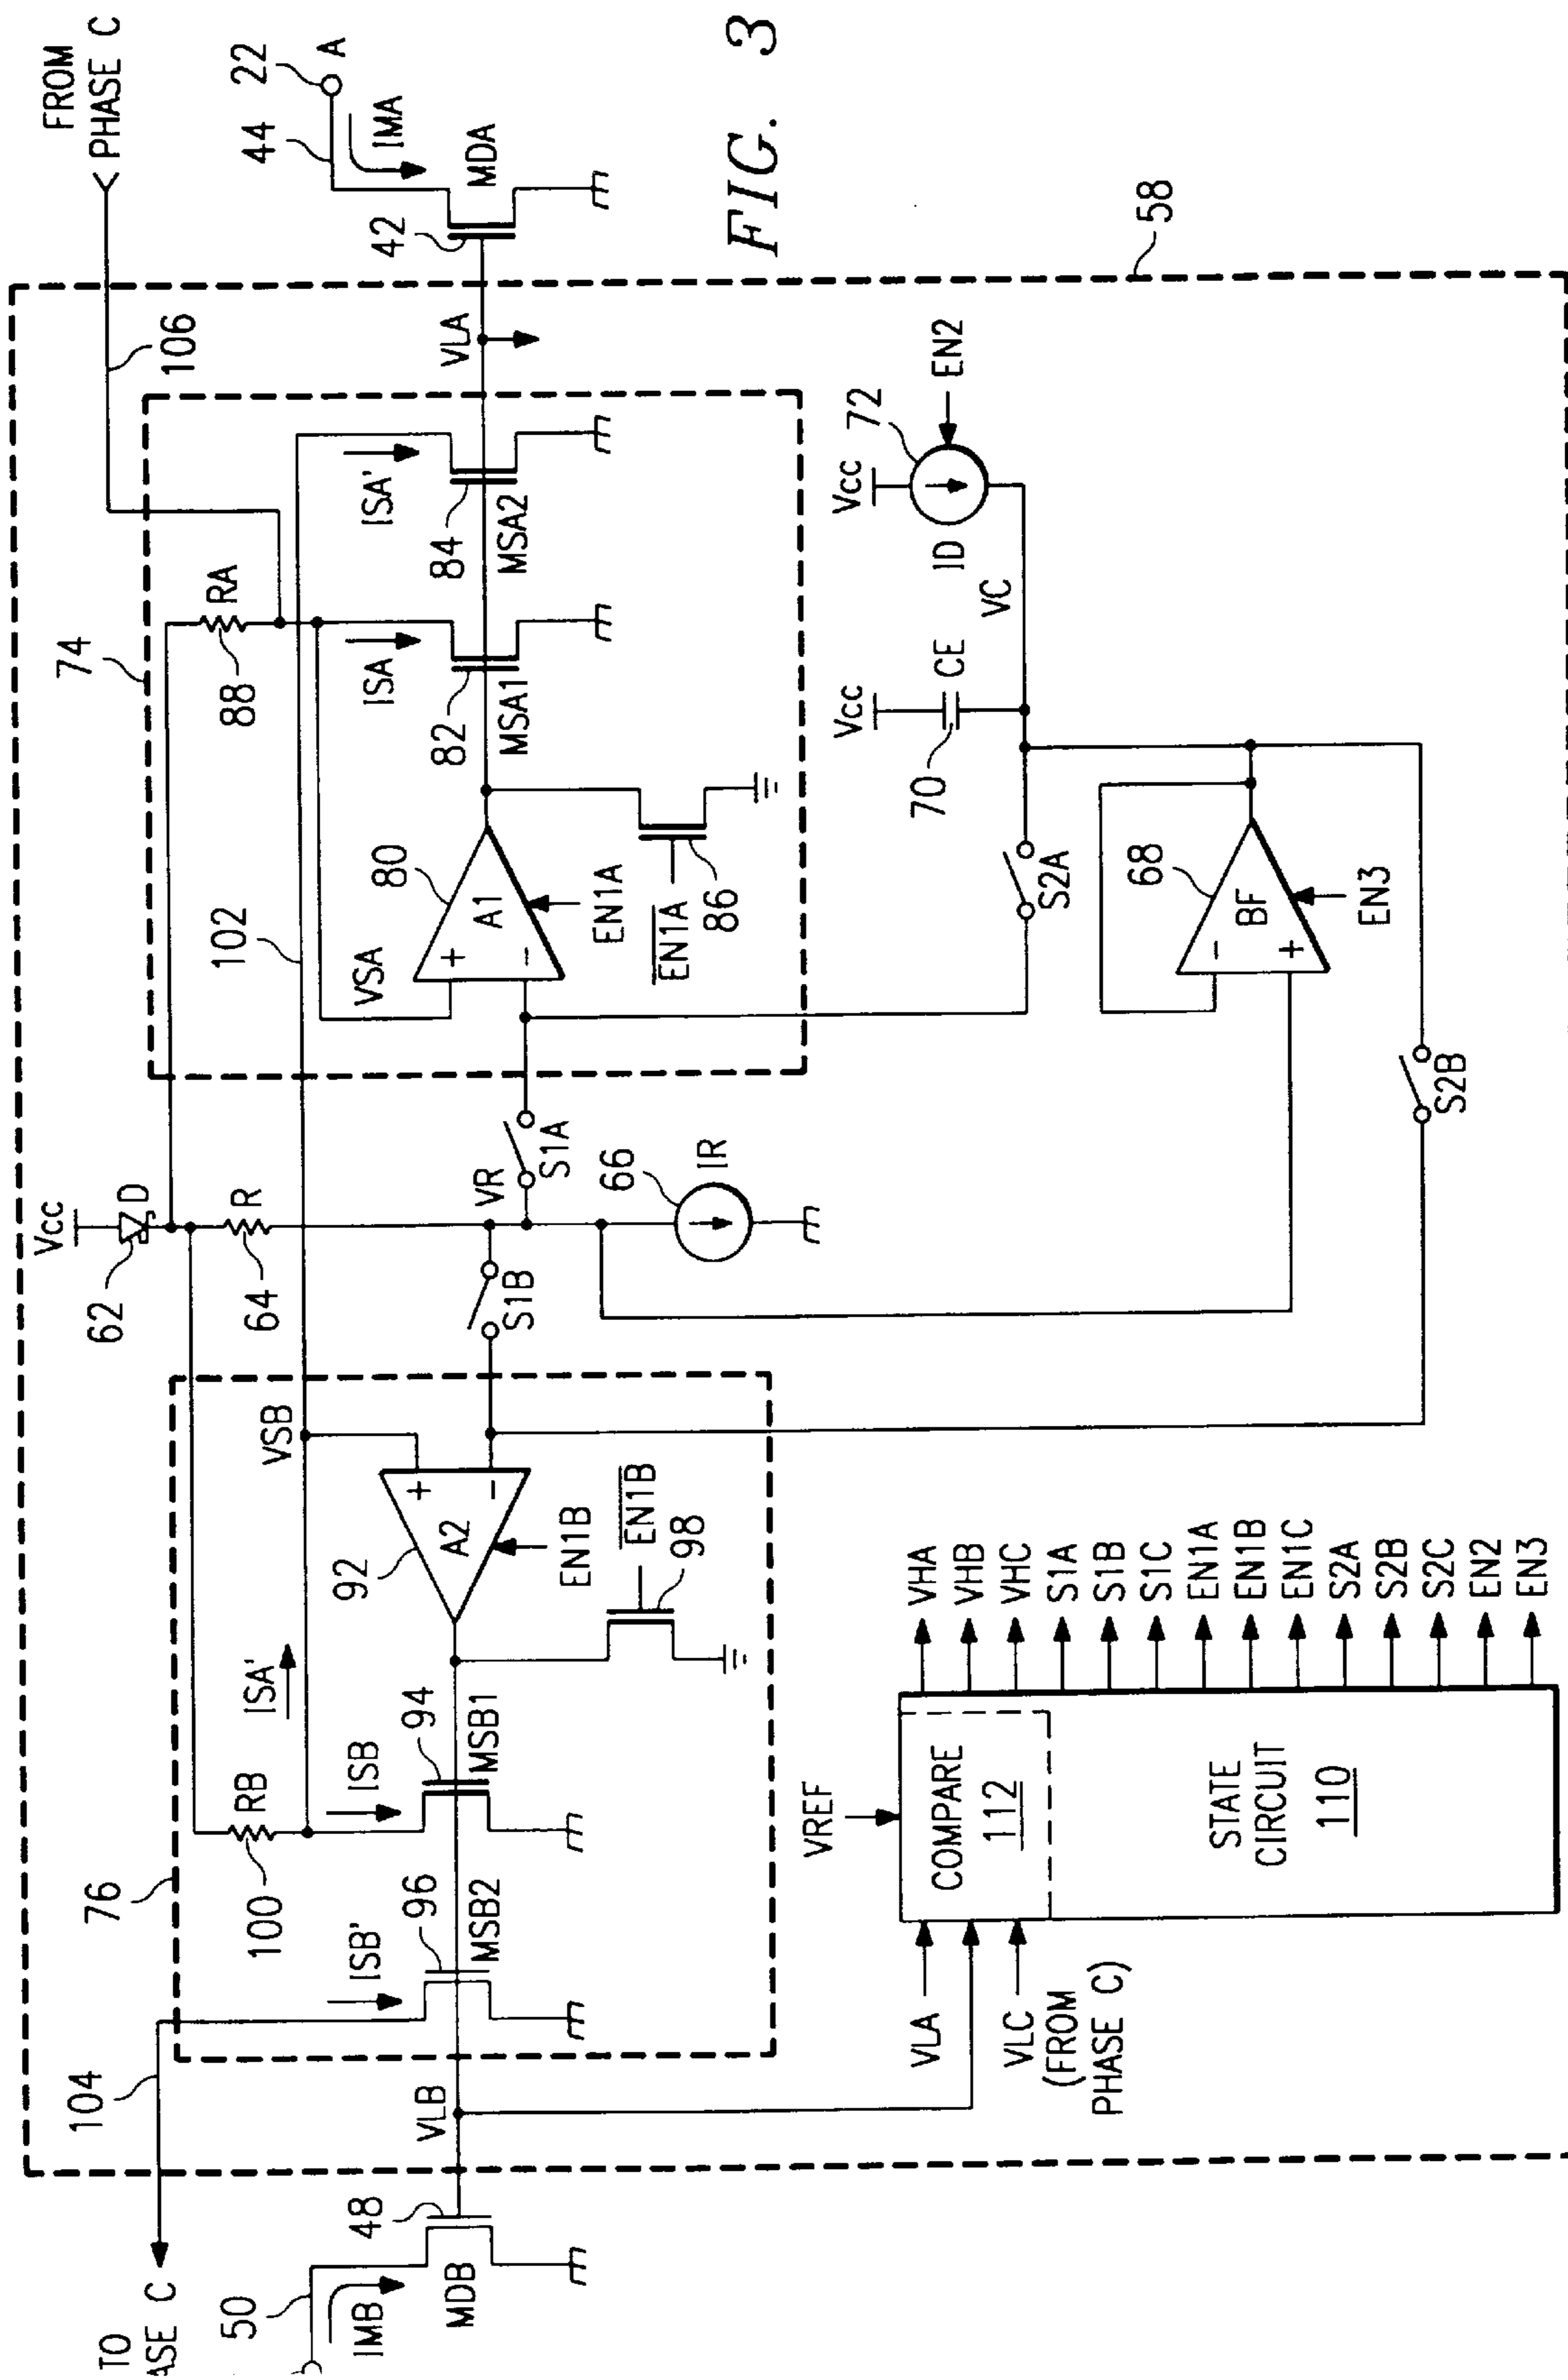 TO
ASE C
104
76
50
IMB
48
MDB
VLB
ISB'
96
MSB2
100
RB
ISB
94
MSB1
ISA'
VSB
92
A2
+
-
EN1B
EN1B
98
Vcc
62
D
64
R
S1B
VR
S1A
66
IR
102
74
88
RA
VSA
80
A1
+
-
EN1A
EN1A
86
ISA
82
MSA1
ISA'
84
MSA2
VLA
106
FROM
PHASE C
22
A
44
IMA
42
MDA
FIG. 3
58
VLA
VLC
(FROM
PHASE C)
VREF
COMPARE
112
STATE
CIRCUIT
110
VHA
VHB
VHC
S1A
S1B
S1C
EN1A
EN1B
EN1C
S2A
S2B
S2C
EN2
EN3
S2B
68
BF
-
+
EN3
S2A
Vcc
70
CE
VC
Vcc
72
ID
EN2